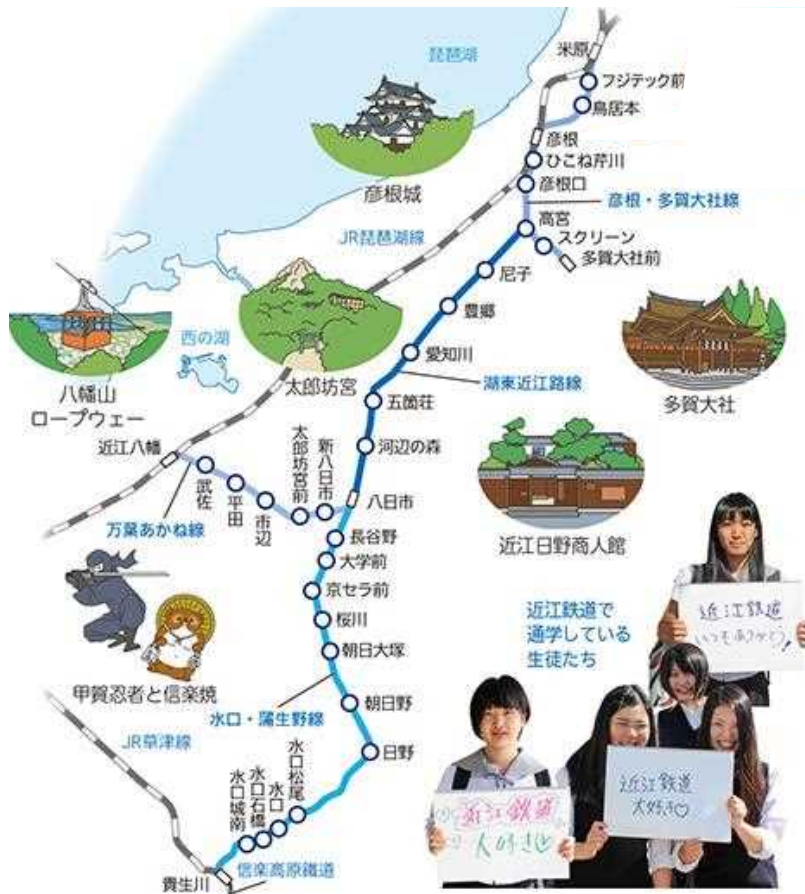 琵琶湖
米原
フジテック前
鳥居本
彦根
ひこね芹川
彦根口
彦根・多賀大社線
高宮
スクリーン
多賀大社前
彦根城
JR琵琶湖線
尼子
豊郷
愛知川
湖東近江路線
多賀大社
西の湖
八幡山
ロープウェー
太郎坊宮
五箇荘
河辺の森
近江八幡
武佐
平田
市辺
太郎坊宮前
新八日市
八日市
万葉あかね線
近江日野商人館
長谷野
大学前
京セラ前
桜川
朝日大塚
朝日野
日野
甲賀忍者と信楽焼
水口・蒲生野線
JR草津線
水口松尾
水口
水口石橋
水口城南
貴生川
信楽高原鐵道
近江鉄道で
通学している
生徒たち
近江鉄道
いつもありがとう!
近江鉄道
大好き♡
近江鉄道
大好き♡